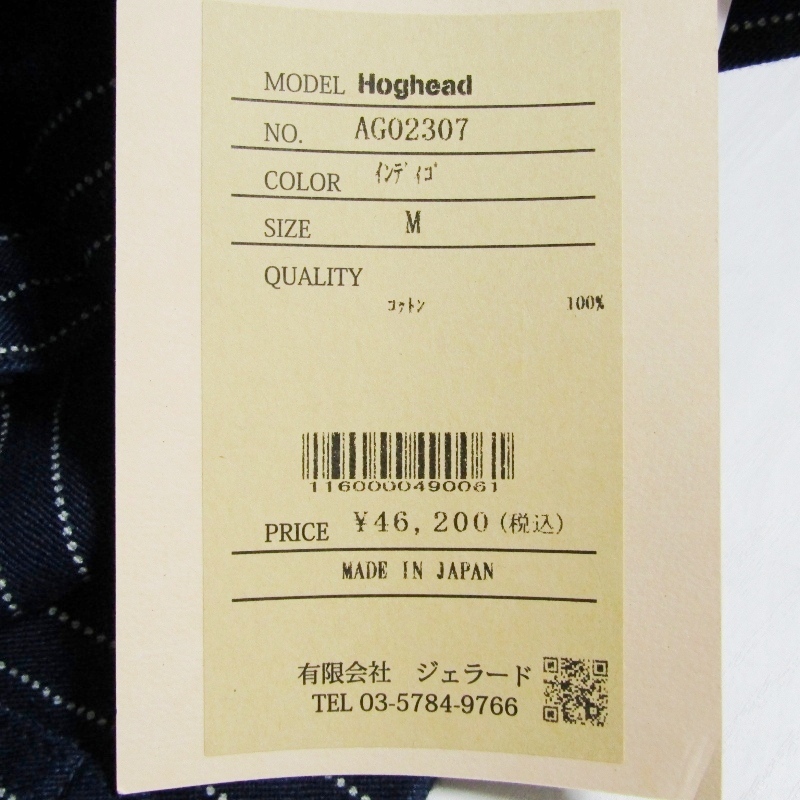 MODEL Hoghead
NO. AG02307
COLOR ｲﾝﾃﾞｨｺﾞ
SIZE M
QUALITY
ｺｯﾄﾝ 100%
1160000490061
PRICE ¥46,200(税込)
MADE IN JAPAN
有限会社 ジェラード
TEL 03-5784-9766